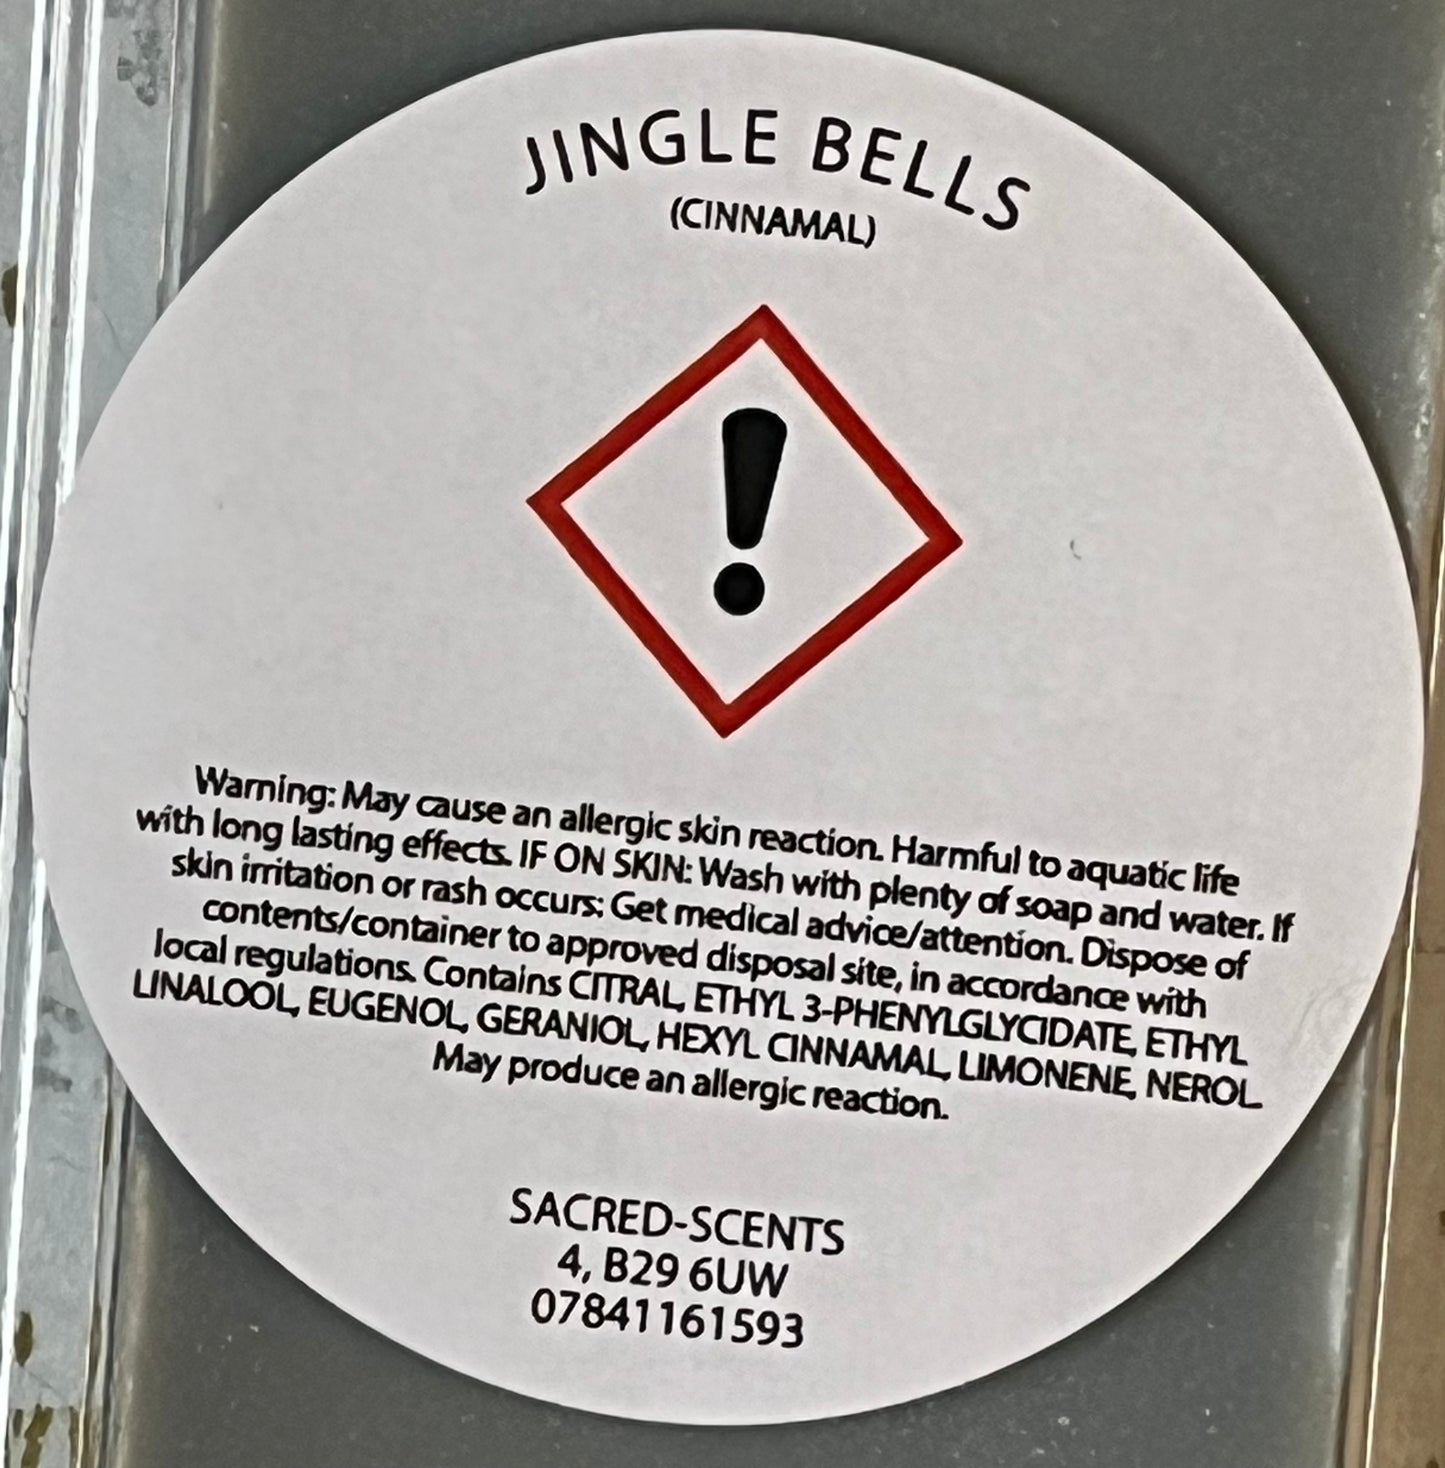 JINGLE BELLS
(CINNAMAL)
!
Warning: May cause an allergic skin reaction. Harmful to aquatic life
with long lasting effects. IF ON SKIN: Wash with plenty of soap and water. If
skin irritation or rash occurs: Get medical advice/attention. Dispose of
contents/container to approved disposal site, in accordance with
local regulations. Contains CITRAL, ETHYL 3-PHENYLGLYCIDATE, ETHYL
LINALOOL, EUGENOL, GERANIOL, HEXYL CINNAMAL, LIMONENE, NEROL.
May produce an allergic reaction.
SACRED-SCENTS
4, B29 6UW
07841161593